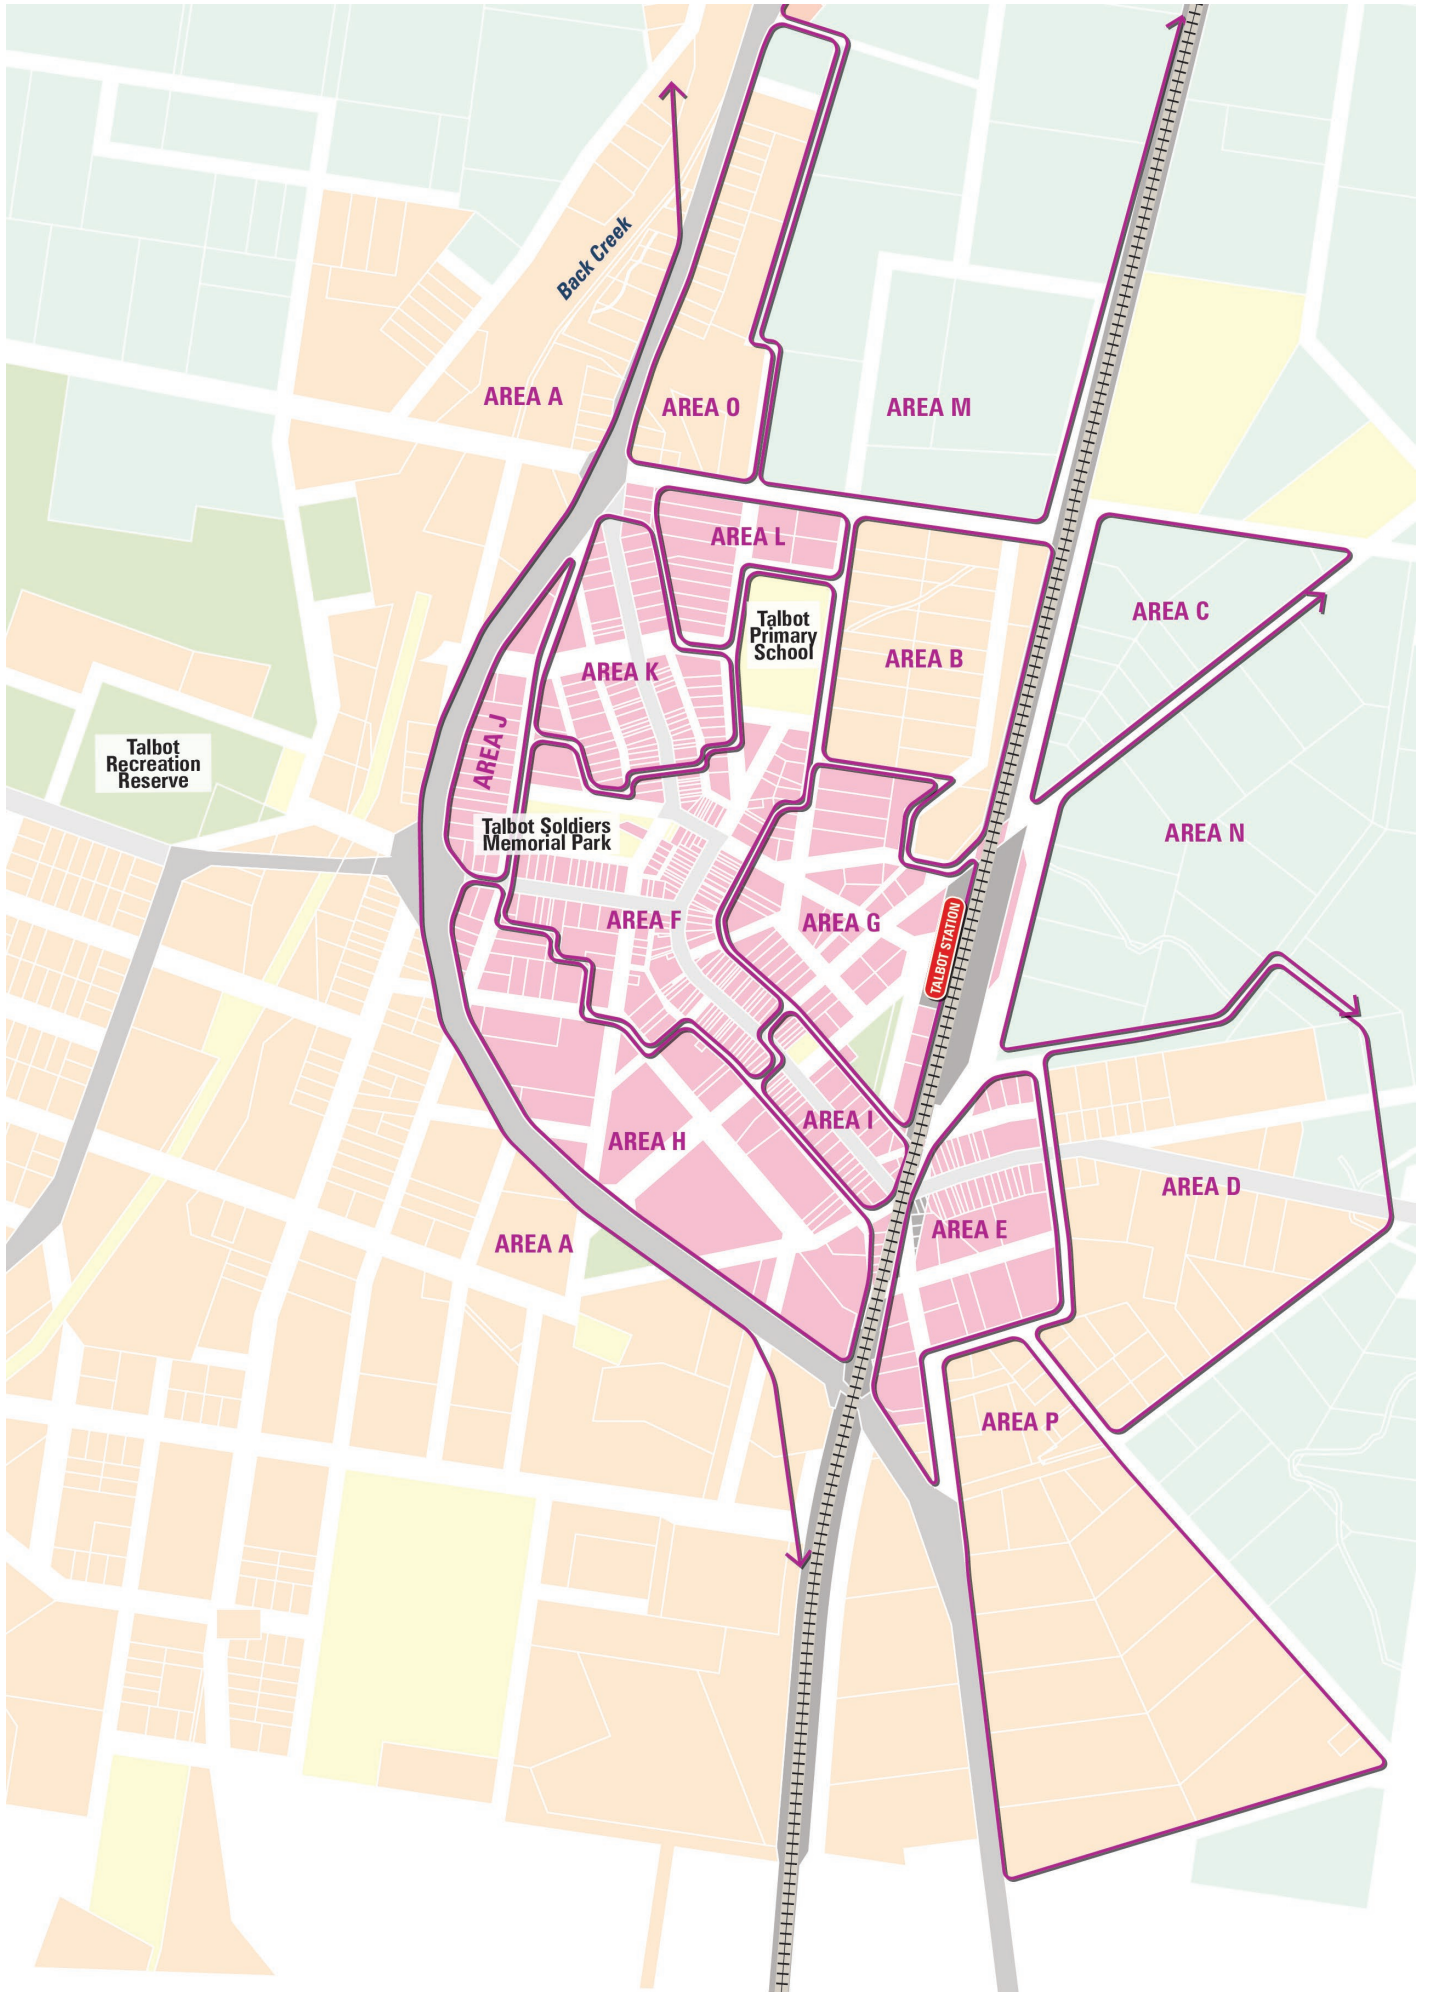 Back Creek
AREA A
AREA O
AREA M
AREA L
Talbot
Primary
School
AREA C
AREA B
AREA K
AREA J
Talbot
Recreation
Reserve
Talbot Soldiers
Memorial Park
AREA N
AREA F
AREA G
TALBOT STATION
AREA I
AREA H
AREA D
AREA E
AREA A
AREA P